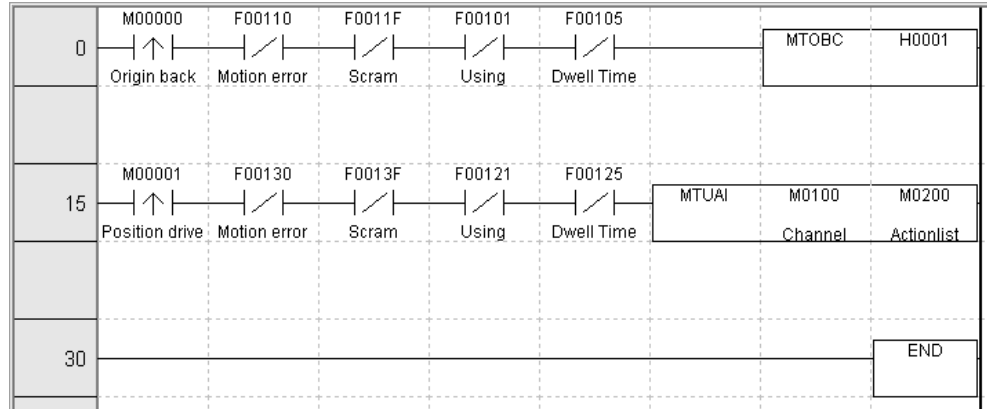 M00000 F00110 F0011F F00101 F00105
0 MTOBC H0001
Origin back Motion error Scram Using Dwell Time
M00001 F00130 F0013F F00121 F00125
15 MTUAI M0100 M0200
Position drive Motion error Scram Using Dwell Time Channel Actionlist
30 END